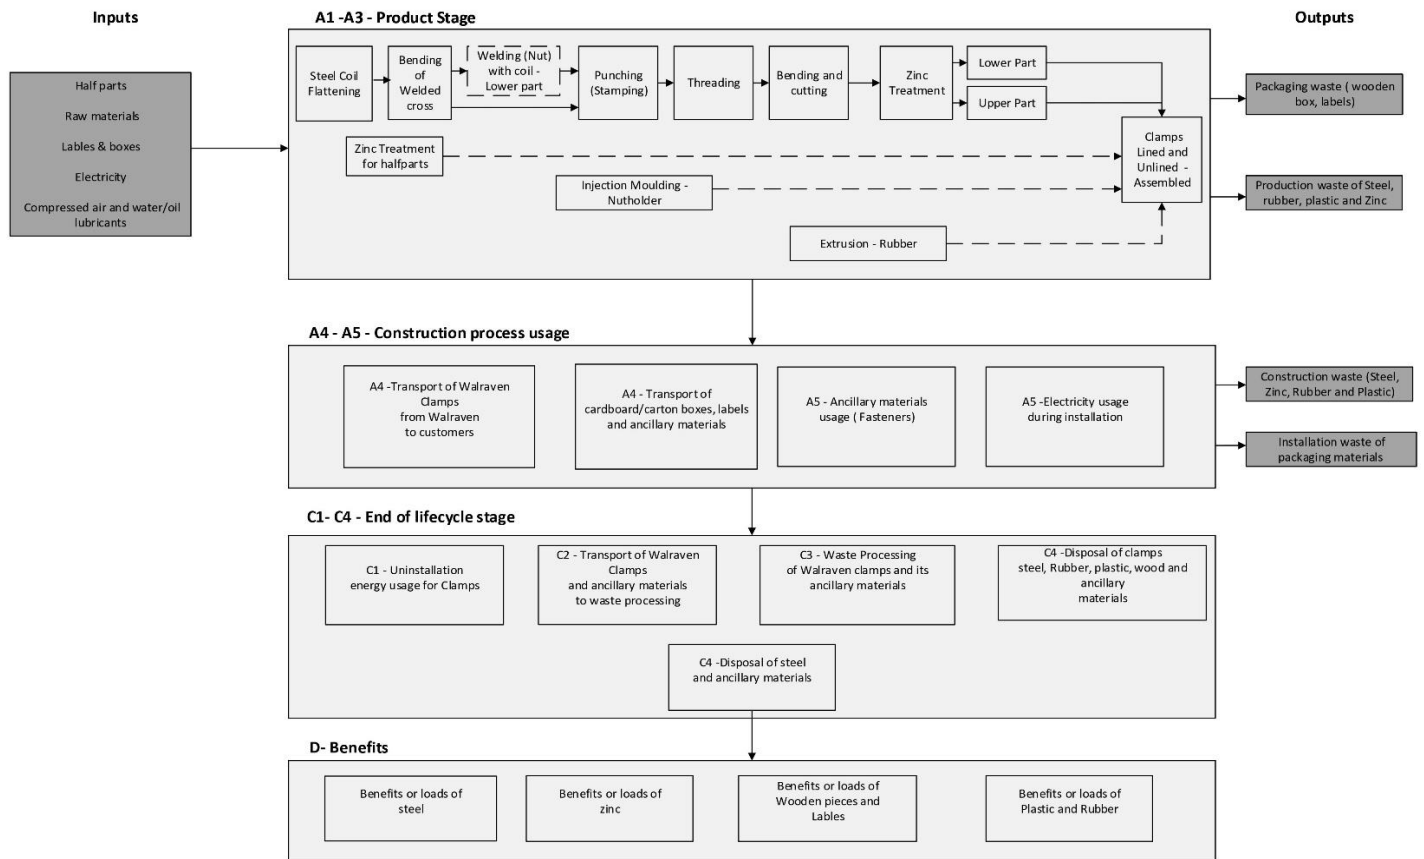 Inputs
A1 -A3 - Product Stage
Outputs
Half parts
Raw materials
Lables & boxes
Electricity
Compressed air and water/oil
lubricants
Steel Coil
Flattening
Bending of
Welded
cross
Welding (Nut)
with coil -
Lower part
Punching
(Stamping)
Threading
Bending and
cutting
Zinc
Treatment
Lower Part
Upper Part
Zinc Treatment
for halfparts
Injection Moulding -
Nutholder
Extrusion - Rubber
Clamps
Lined and
Unlined -
Assembled
Packaging waste ( wooden
box, labels)
Production waste of Steel,
rubber, plastic and Zinc
A4 - A5 - Construction process usage
A4 -Transport of Walraven
Clamps
from Walraven
to customers
A4 - Transport of
cardboard/carton boxes, labels
and ancillary materials
A5 - Ancillary materials
usage ( Fasteners)
A5 -Electricity usage
during installation
Construction waste (Steel,
Zinc, Rubber and Plastic)
Installation waste of
packaging materials
C1- C4 - End of lifecycle stage
C1 - Uninstallation
energy usage for Clamps
C2 - Transport of Walraven
Clamps
and ancillary materials
to waste processing
C3 - Waste Processing
of Walraven clamps and its
ancillary materials
C4 -Disposal of clamps
steel, Rubber, plastic, wood and
ancillary
materials
C4 -Disposal of steel
and ancillary materials
D- Benefits
Benefits or loads of
steel
Benefits or loads of
zinc
Benefits or loads of
Wooden pieces and
Lables
Benefits or loads of
Plastic and Rubber